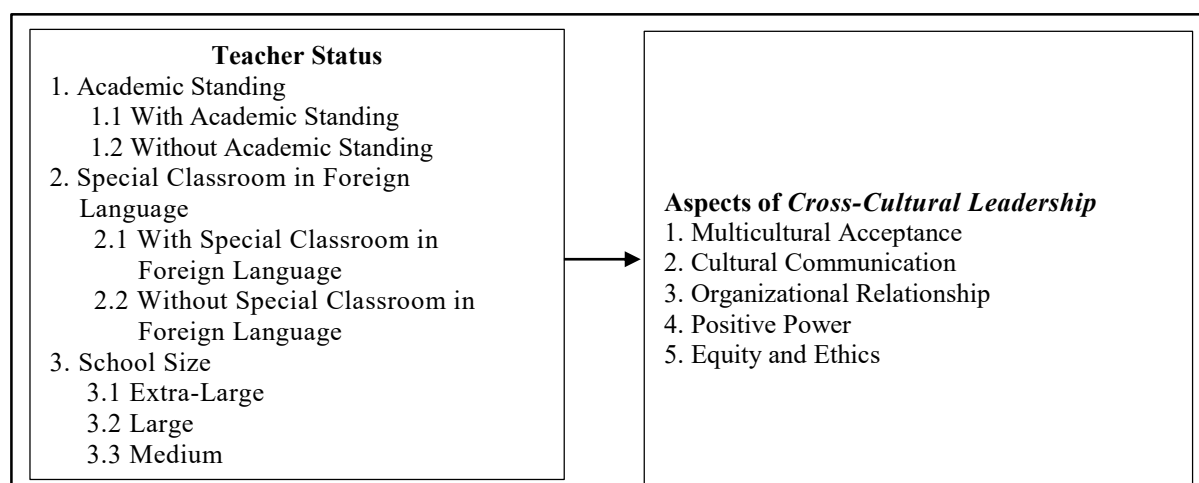 Teacher Status
1. Academic Standing
1.1 With Academic Standing
1.2 Without Academic Standing
2. Special Classroom in Foreign
Language
2.1 With Special Classroom in
Foreign Language
2.2 Without Special Classroom in
Foreign Language
3. School Size
3.1 Extra-Large
3.2 Large
3.3 Medium
Aspects of Cross-Cultural Leadership
1. Multicultural Acceptance
2. Cultural Communication
3. Organizational Relationship
4. Positive Power
5. Equity and Ethics